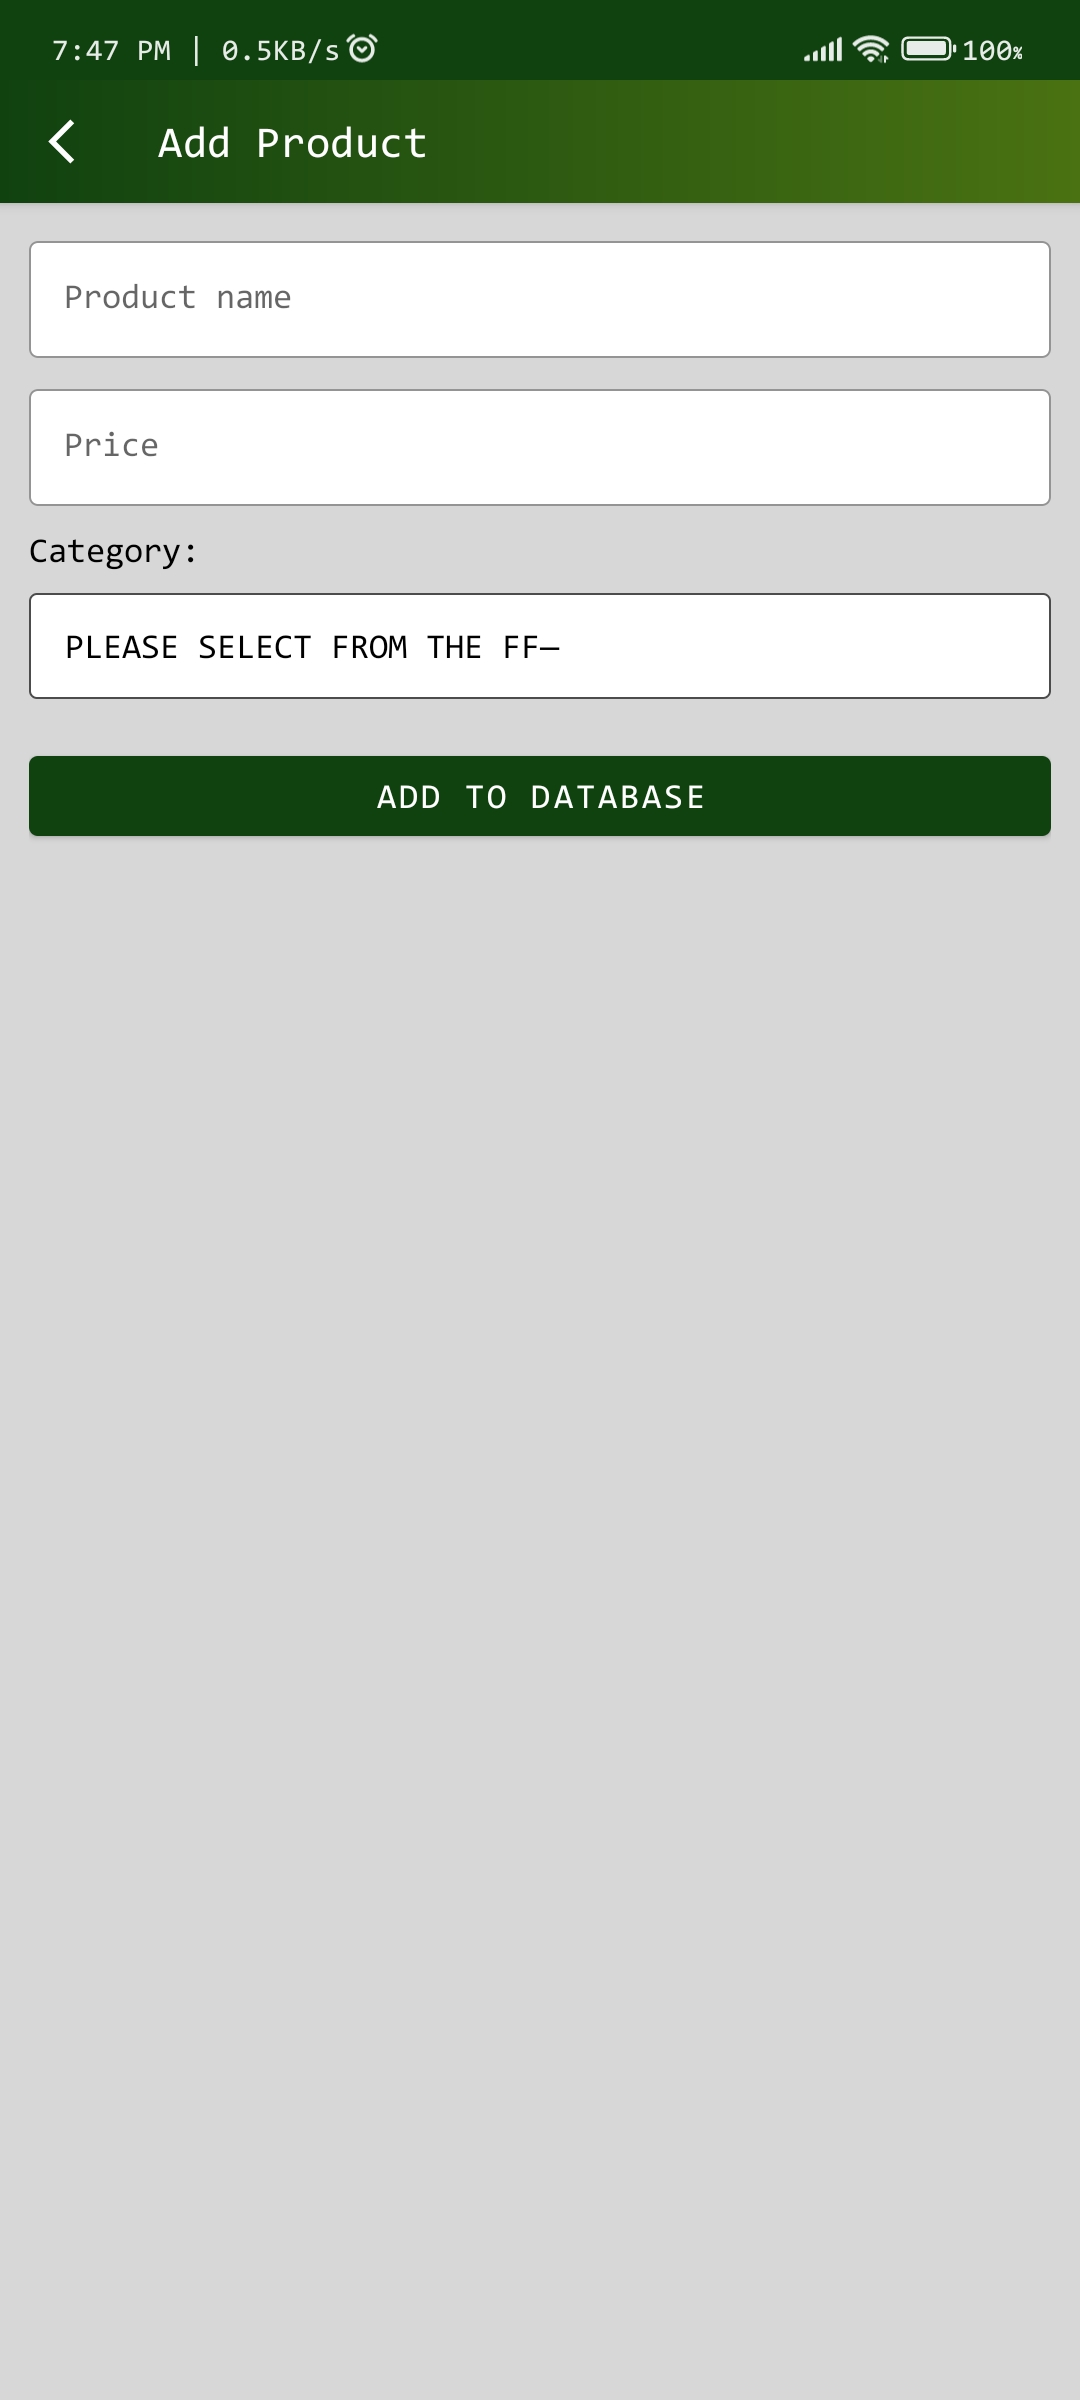 7:47 PM | 0.5KB/s 100%
Add Product
Product name
Price
Category:
PLEASE SELECT FROM THE FF—
ADD TO DATABASE